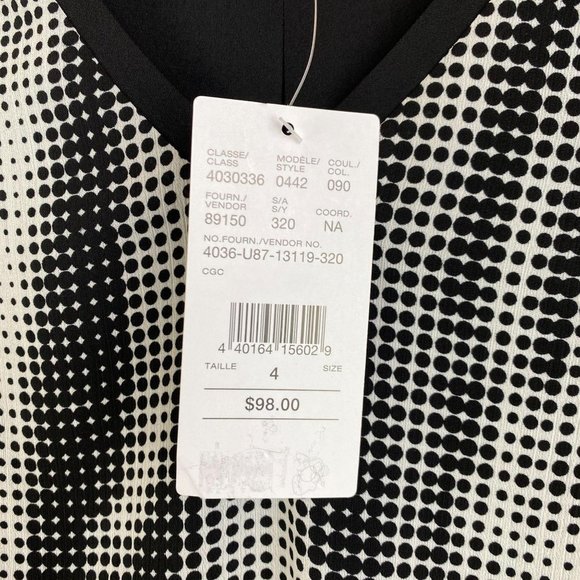 CLASSE/ MODÈLE/ COUL./
CLASS STYLE COL.
4030336 0442 090
FOURN./ S/A
VENDOR S/Y COORD.
89150 320 NA
NO.FOURN./VENDOR NO.
4036-U87-13119-320
CGC
4 40164 15602 9
TAILLE 4 SIZE
$98.00